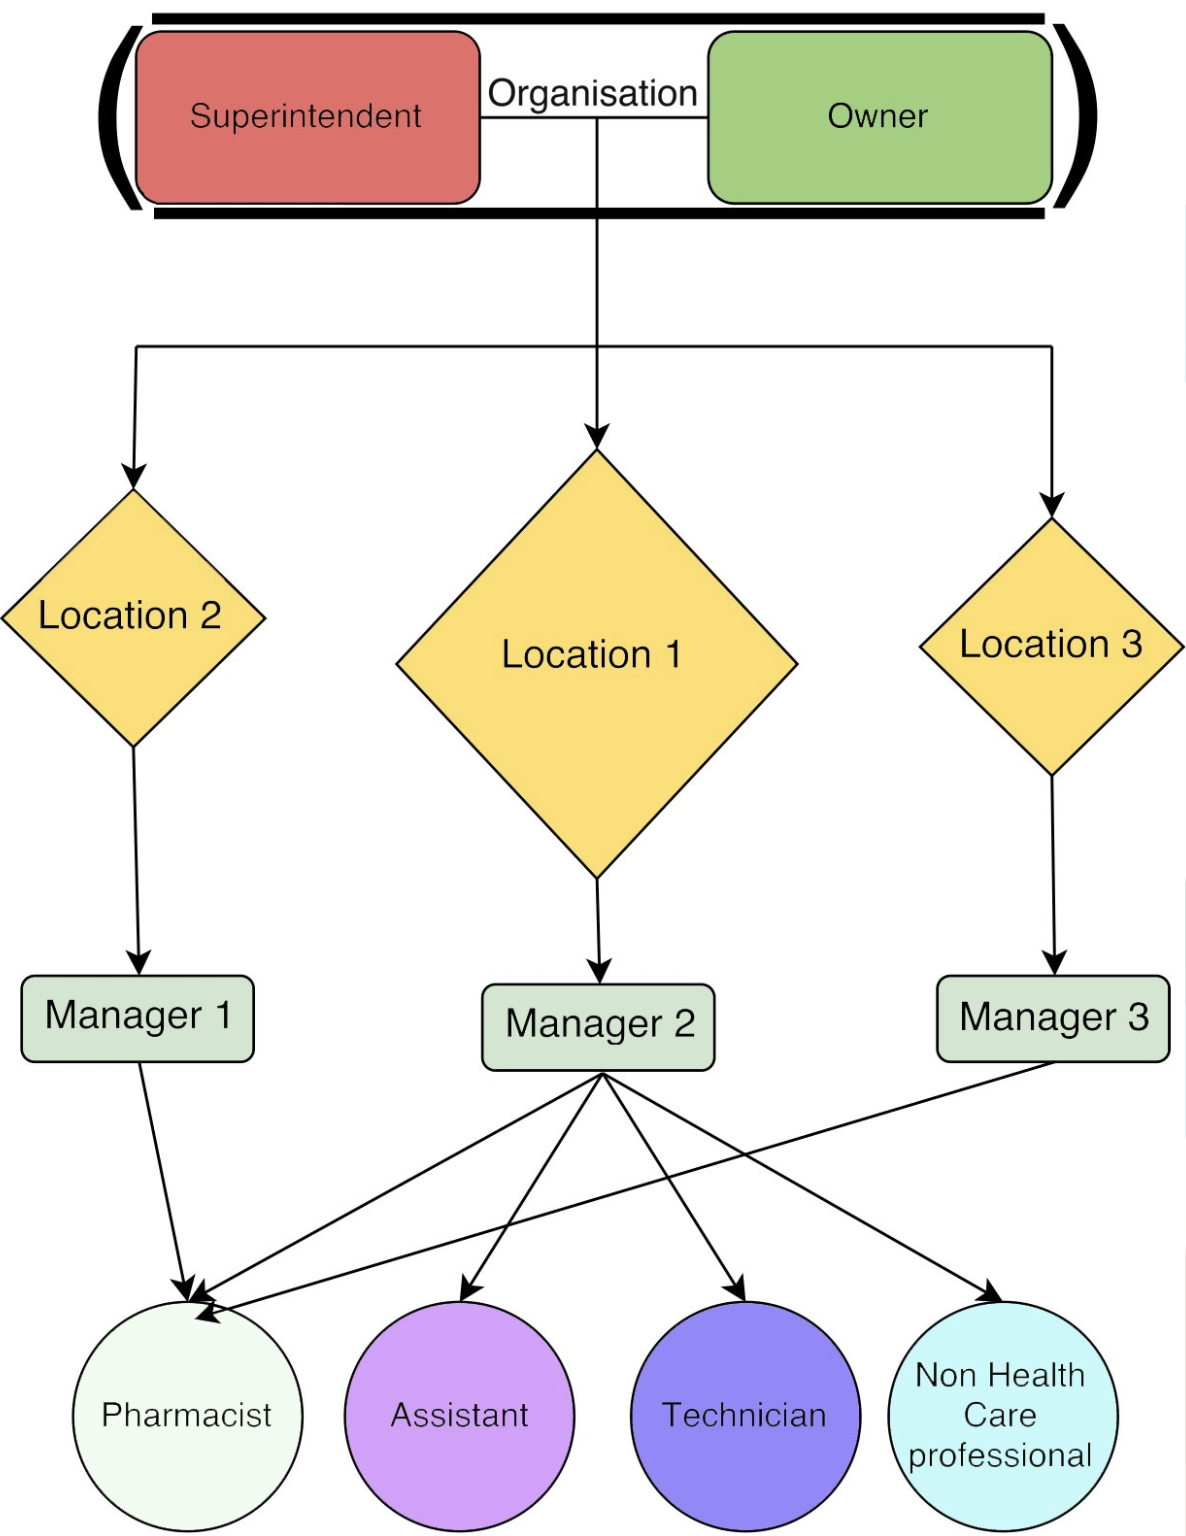 Superintendent
Organisation
Owner
Location 2
Location 1
Location 3
Manager 1
Manager 2
Manager 3
Pharmacist
Assistant
Technician
Non Health
Care
professional